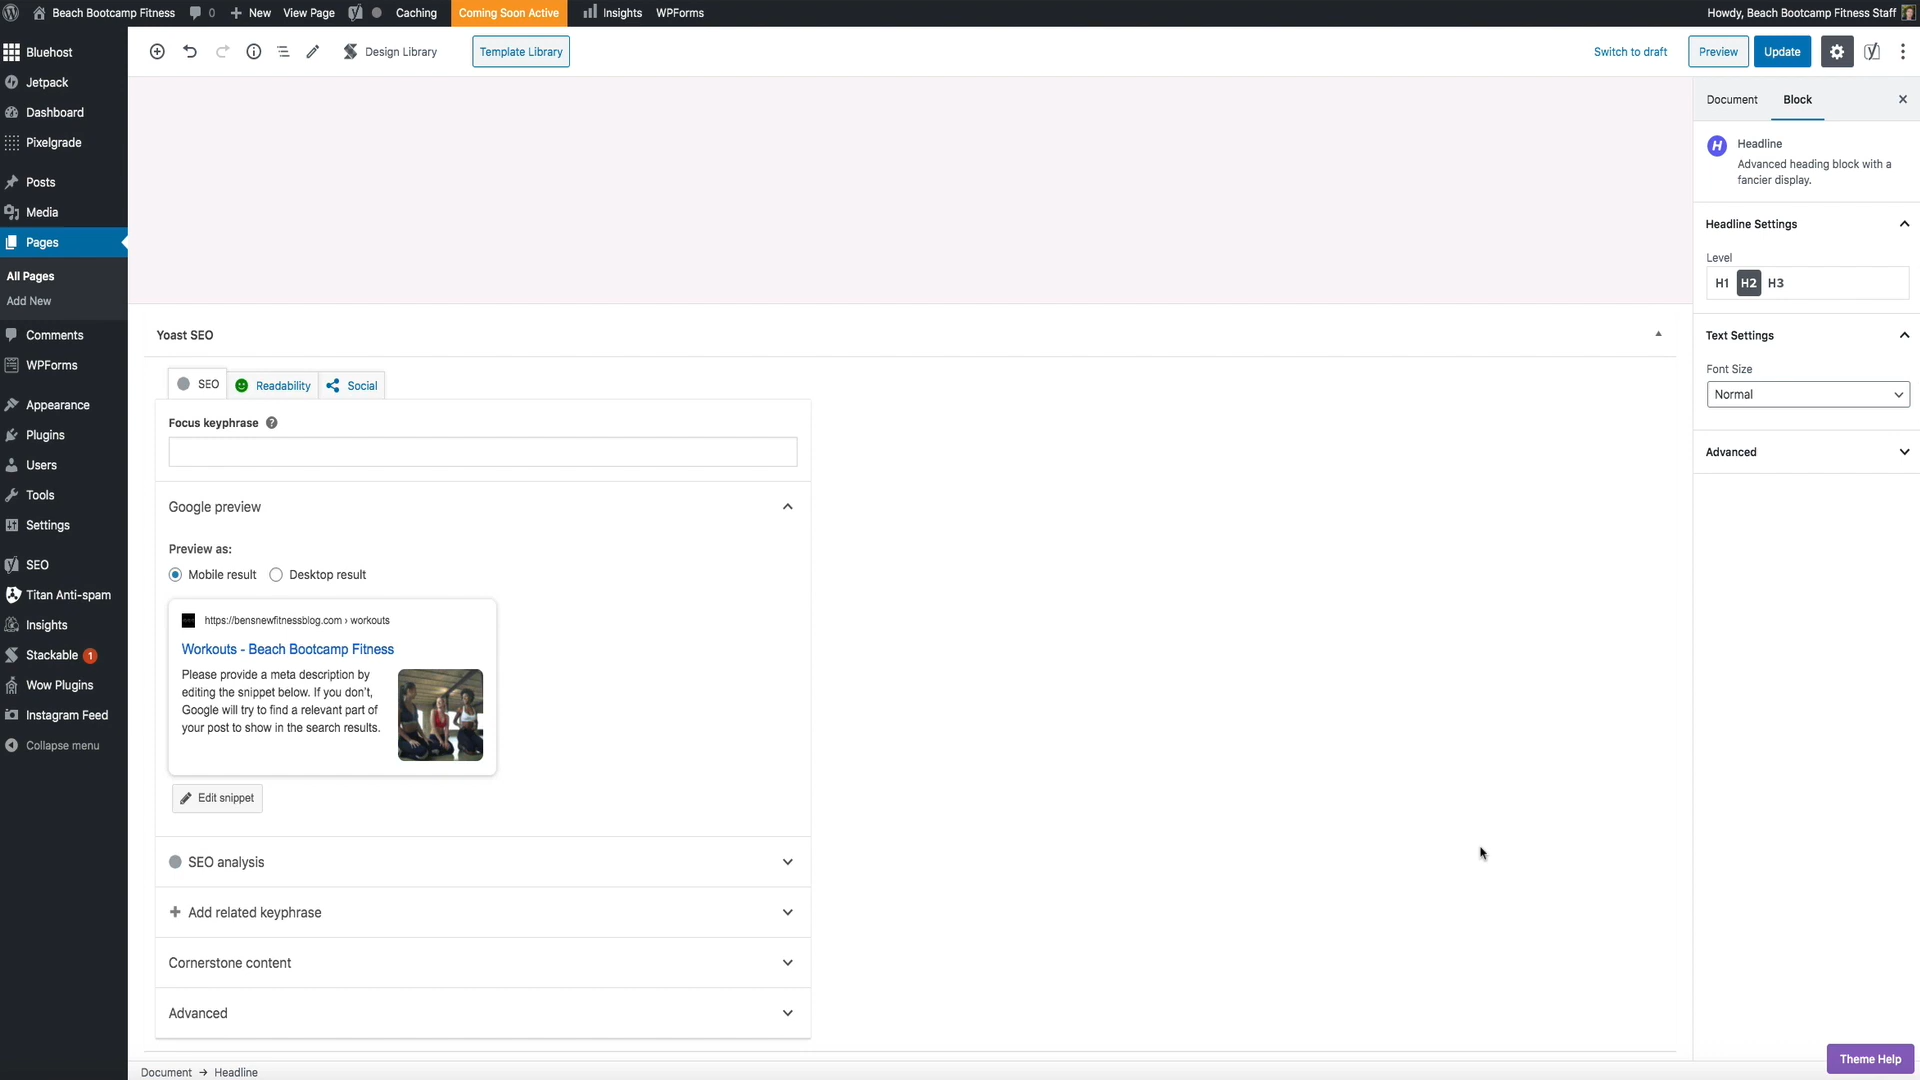 Beach Bootcamp Fitness 0 New View Page Caching Coming Soon Active Insights WPForms Howdy, Beach Bootcamp Fitness Staff
Bluehost
Jetpack
Dashboard
Pixelgrade
Posts
Media
Pages
All Pages
Add New
Comments
WPForms
Appearance
Plugins
Users
Tools
Settings
SEO
Titan Anti-spam
Insights
Stackable 1
Wow Plugins
Instagram Feed
Collapse menu
Design Library Template Library Switch to draft Preview Update
Yoast SEO
SEO Readability Social
Focus keyphrase ?
Google preview
Preview as:
Mobile result Desktop result
https://bensnewfitnessblog.com › workouts
Workouts - Beach Bootcamp Fitness
Please provide a meta description by
editing the snippet below. If you don't,
Google will try to find a relevant part of
your post to show in the search results.
Edit snippet
SEO analysis
Add related keyphrase
Cornerstone content
Advanced
Document → Headline
Document Block
H Headline
Advanced heading block with a
fancier display.
Headline Settings
Level
H1 H2 H3
Text Settings
Font Size
Normal
Advanced
Theme Help